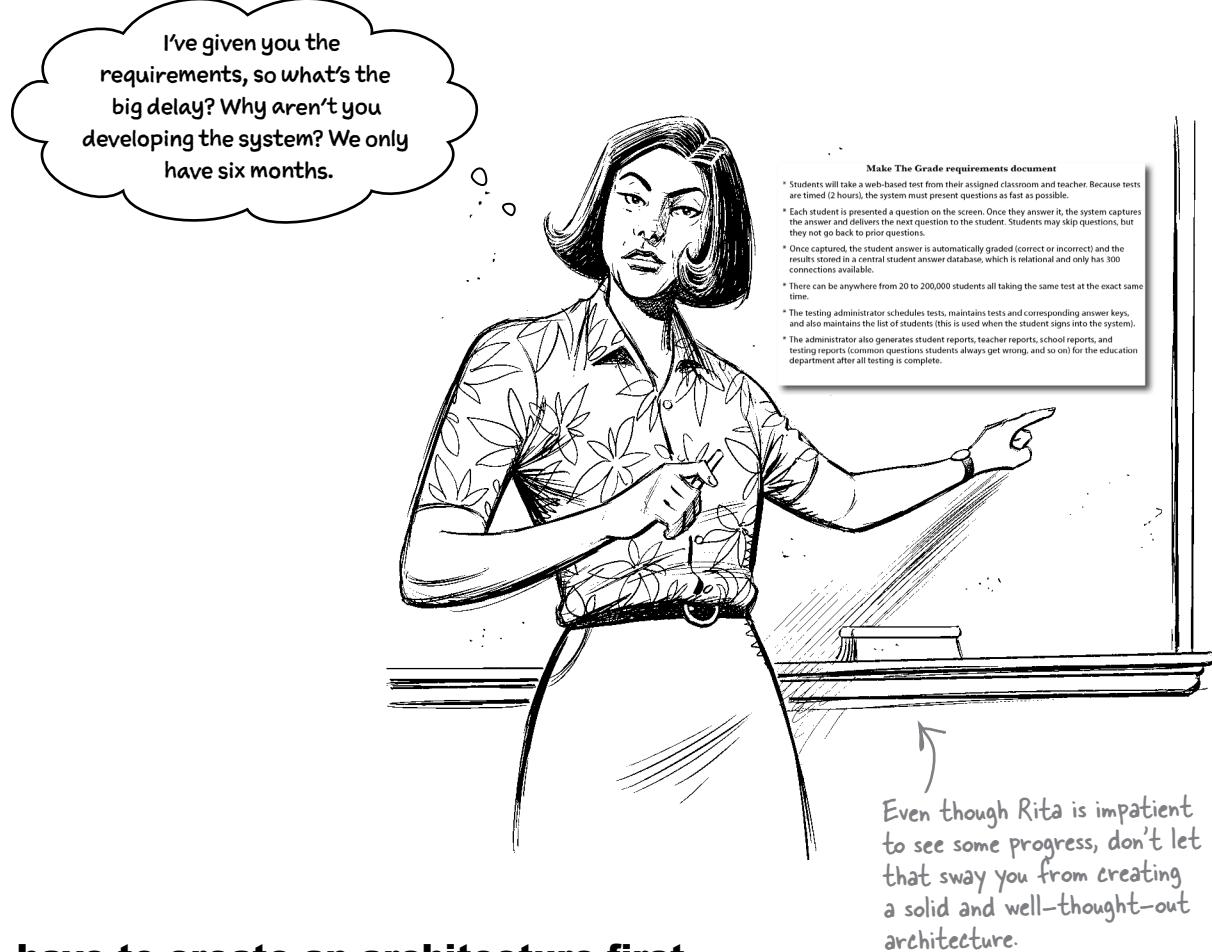 I've given you the
requirements, so what's the
big delay? Why aren't you
developing the system? We only
have six months.
Make The Grade requirements document
* Students will take a web-based test from their assigned classroom and teacher. Because tests
are timed (2 hours), the system must present questions as fast as possible.
* Each student is presented a question on the screen. Once they answer it, the system captures
the answer and delivers the next question to the student. Students may skip questions, but
they not go back to prior questions.
* Once captured, the student answer is automatically graded (correct or incorrect) and the
results stored in a central student answer database, which is relational and only has 300
connections available.
* There can be anywhere from 20 to 200,000 students all taking the same test at the exact same
time.
* The testing administrator schedules tests, maintains tests and corresponding answer keys,
and also maintains the list of students (this is used when the student signs into the system).
* The administrator also generates student reports, teacher reports, school reports, and
testing reports (common questions students always get wrong, and so on) for the education
department after all testing is complete.
Even though Rita is impatient
to see some progress, don't let
that sway you from creating
a solid and well-thought-out
architecture.
have to create an architecture first